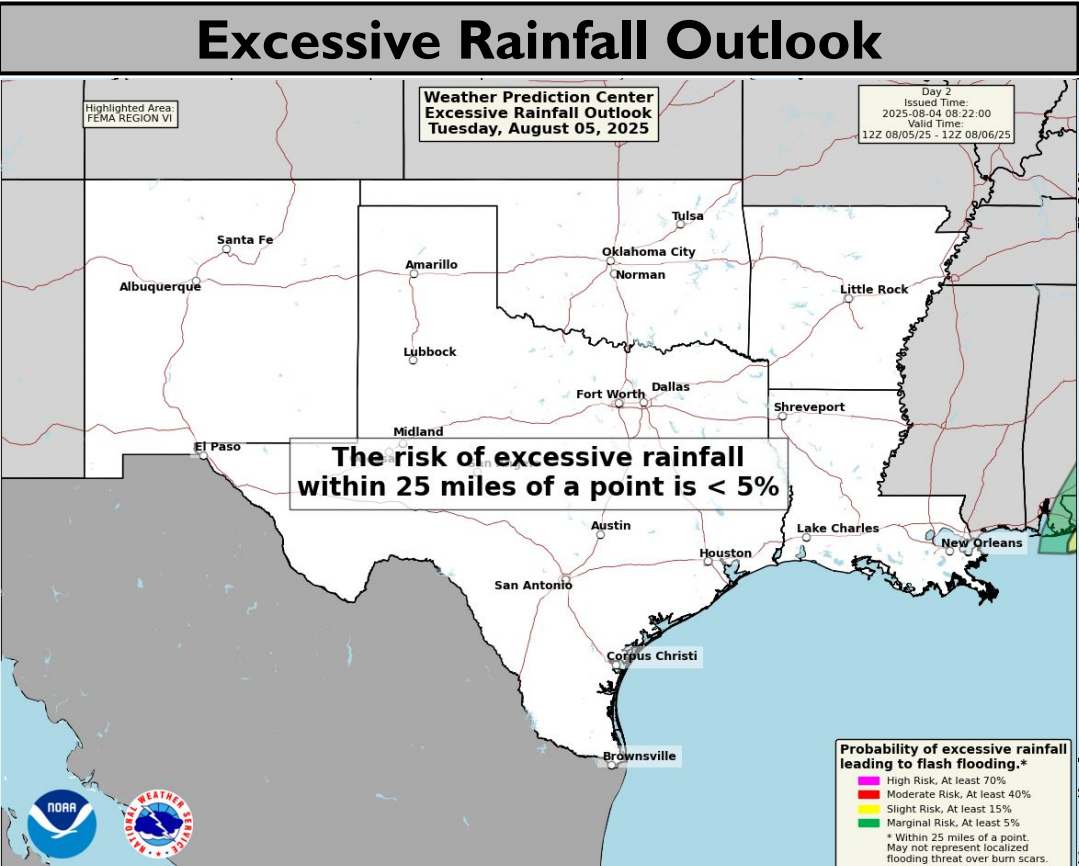 Excessive Rainfall Outlook
Highlighted Area:
FEMA REGION VI
Weather Prediction Center
Excessive Rainfall Outlook
Tuesday, August 05, 2025
Day 2
Issued Time:
2025-08-04 08:22:00
Valid Time:
12Z 08/05/25 - 12Z 08/06/25
Tulsa
Santa Fe
Oklahoma City
Amarillo
Norman
Albuquerque
Little Rock
Lubbock
Dallas
Fort Worth
Shreveport
Midland
El Paso
The risk of excessive rainfall
within 25 miles of a point is < 5%
Austin
Lake Charles
New Orleans
Houston
San Antonio
Corpus Christi
Brownsville
Probability of excessive rainfall
leading to flash flooding.*
High Risk, At least 70%
Moderate Risk, At least 40%
Slight Risk, At least 15%
Marginal Risk, At least 5%
* Within 25 miles of a point.
May not represent localized
flooding threat over burn scars.
NOAA
NATIONAL WEATHER SERVICE